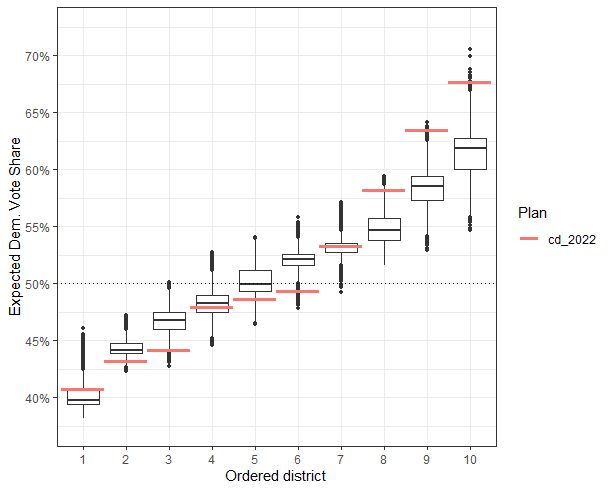 Expected Dem. Vote Share
70%
65%
60%
55%
50%
45%
40%
1 2 3 4 5 6 7 8 9 10
Ordered district
Plan
cd_2022